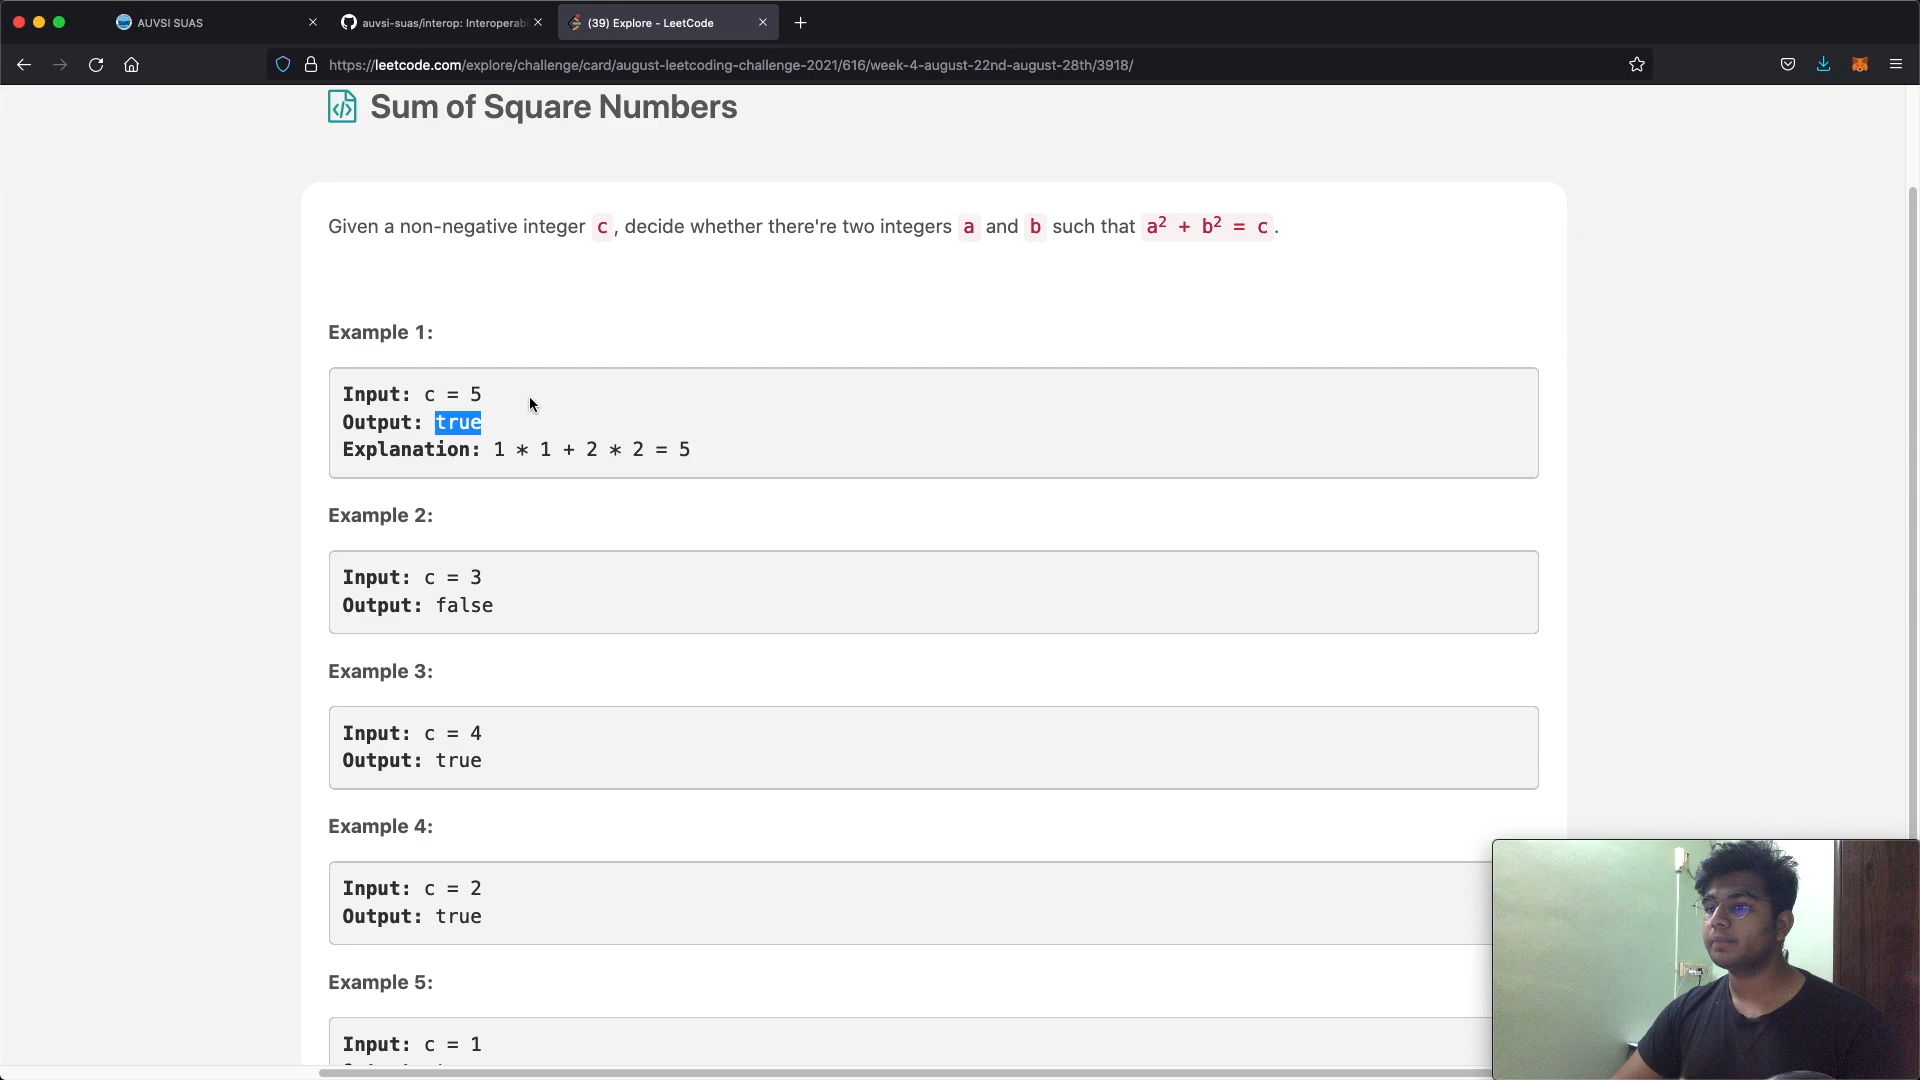 AUVSI SUAS
auvsi-suas/interop: Interoperabi
(39) Explore - LeetCode
https://leetcode.com/explore/challenge/card/august-leetcoding-challenge-2021/616/week-4-august-22nd-august-28th/3918/
Sum of Square Numbers
Given a non-negative integer c, decide whether there're two integers a and b such that a² + b² = c.
Example 1:
Input: c = 5
Output: true
Explanation: 1 * 1 + 2 * 2 = 5
Example 2:
Input: c = 3
Output: false
Example 3:
Input: c = 4
Output: true
Example 4:
Input: c = 2
Output: true
Example 5:
Input: c = 1